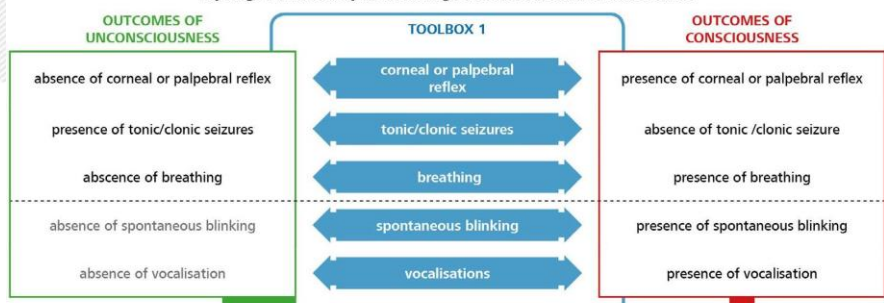 OUTCOMES OF
UNCONSCIOUSNESS
TOOLBOX 1
OUTCOMES OF
CONSCIOUSNESS
absence of corneal or palpebral reflex
corneal or palpebral
reflex
presence of corneal or palpebral reflex
presence of tonic/clonic seizures
tonic/clonic seizures
absence of tonic /clonic seizure
abscence of breathing
breathing
presence of breathing
absence of spontaneous blinking
spontaneous blinking
presence of spontaneous blinking
absence of vocalisation
vocalisations
presence of vocalisation